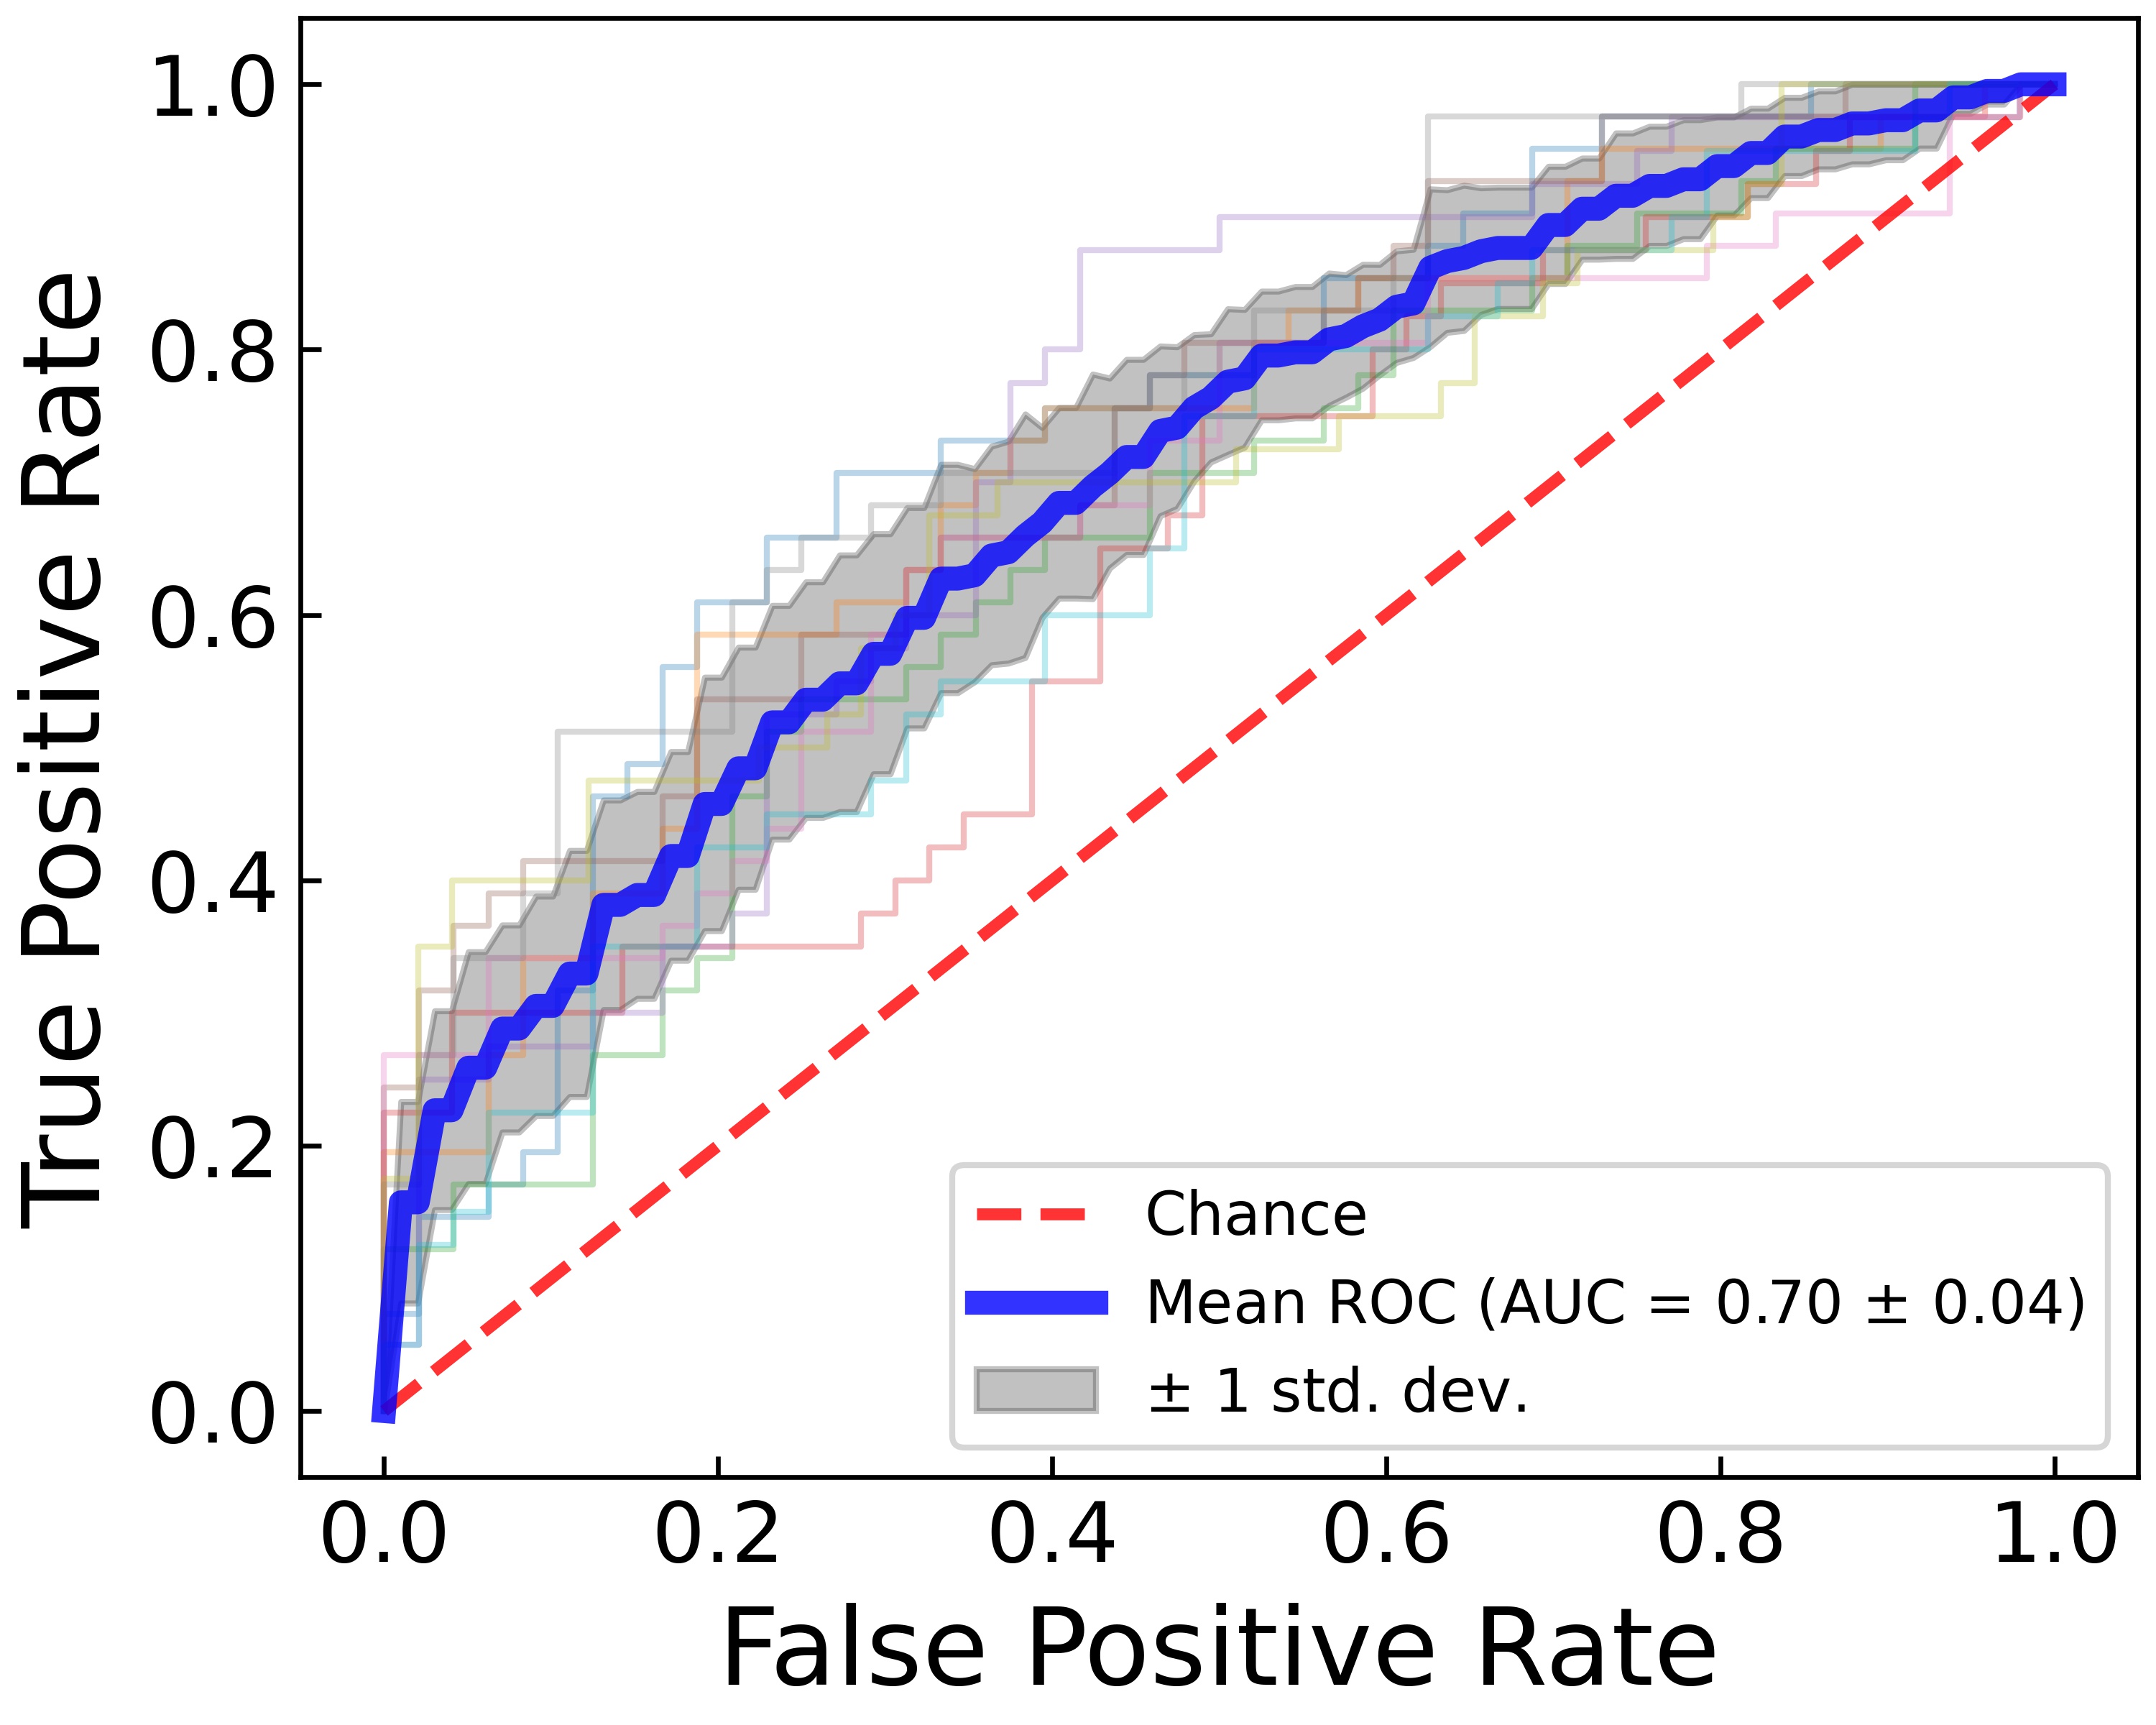 True Positive Rate
1.0
0.8
0.6
0.4
0.2
0.0
Chance
Mean ROC (AUC = 0.70 ± 0.04)
± 1 std. dev.
0.0 0.2 0.4 0.6 0.8 1.0
False Positive Rate